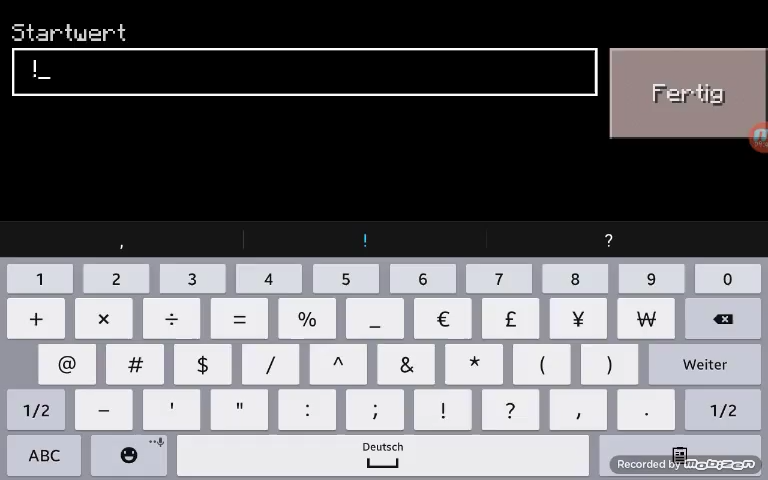 Startwert
!_
Fertig
, ! ?
1 2 3 4 5 6 7 8 9 0
+ × ÷ = % _ € £ ¥ ₩
@ # $ / ^ & * ( ) Weiter
1/2 - ' " : ; ! ? , . 1/2
ABC Deutsch
Recorded by mobizen